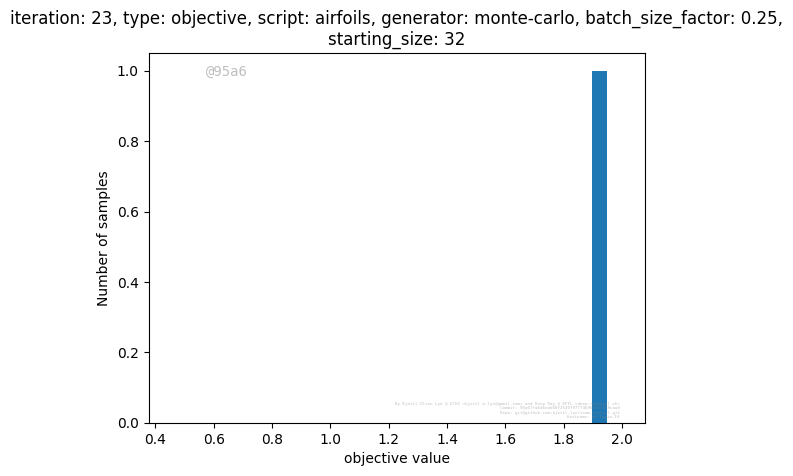 iteration: 23, type: objective, script: airfoils, generator: monte-carlo, batch_size_factor: 0.25,
starting_size: 32
@95a6
1.0
0.8
0.6
0.4
0.2
0.0
Number of samples
0.4 0.6 0.8 1.0 1.2 1.4 1.6 1.8 2.0
objective value